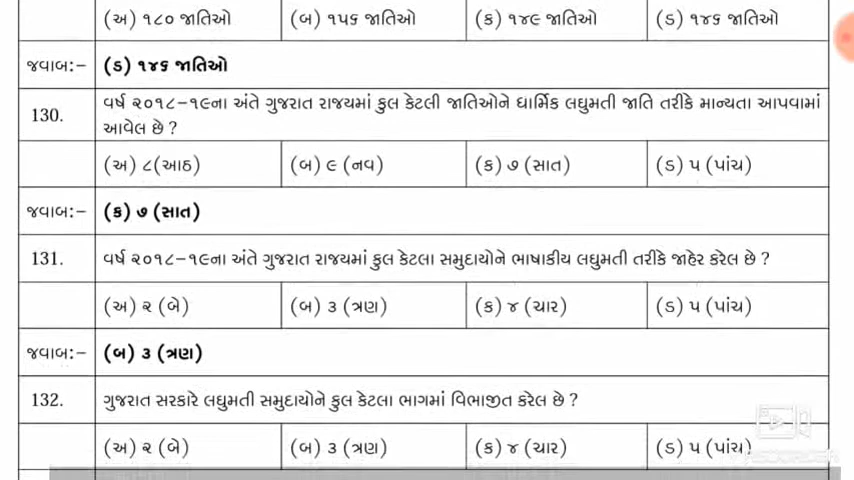 (અ) ૧૮૦ જાતિઓ (બ) ૧૫૬ જાતિઓ (ક) ૧૪૯ જાતિઓ (ડ) ૧૪૬ જાતિઓ
જવાબ:- (ડ) ૧૪૬ જાતિઓ
130. વર્ષ ૨૦૧૮-૧૯ના અંતે ગુજરાત રાજ્યમાં કુલ કેટલી જાતિઓને ધાર્મિક લઘુમતી જાતિ તરીકે માન્યતા આપવામાં
આવેલ છે ?
(અ) ૮(આઠ) (બ) ૯ (નવ) (ક) ૭ (સાત) (ડ) ૫ (પાંચ)
જવાબ:- (ક) ૭ (સાત)
131. વર્ષ ૨૦૧૮-૧૯ના અંતે ગુજરાત રાજ્યમાં કુલ કેટલા સમુદાયોને ભાષાકીય લઘુમતી તરીકે જાહેર કરેલ છે ?
(અ) ૨ (બે) (બ) ૩ (ત્રણ) (ક) ૪ (ચાર) (ડ) ૫ (પાંચ)
જવાબ:- (બ) ૩ (ત્રણ)
132. ગુજરાત સરકારે લઘુમતી સમુદાયોને કુલ કેટલા ભાગમાં વિભાજીત કરેલ છે ?
(અ) ૨ (બે) (બ) ૩ (ત્રણ) (ક) ૪ (ચાર) (ડ) ૫ (પાંચ)